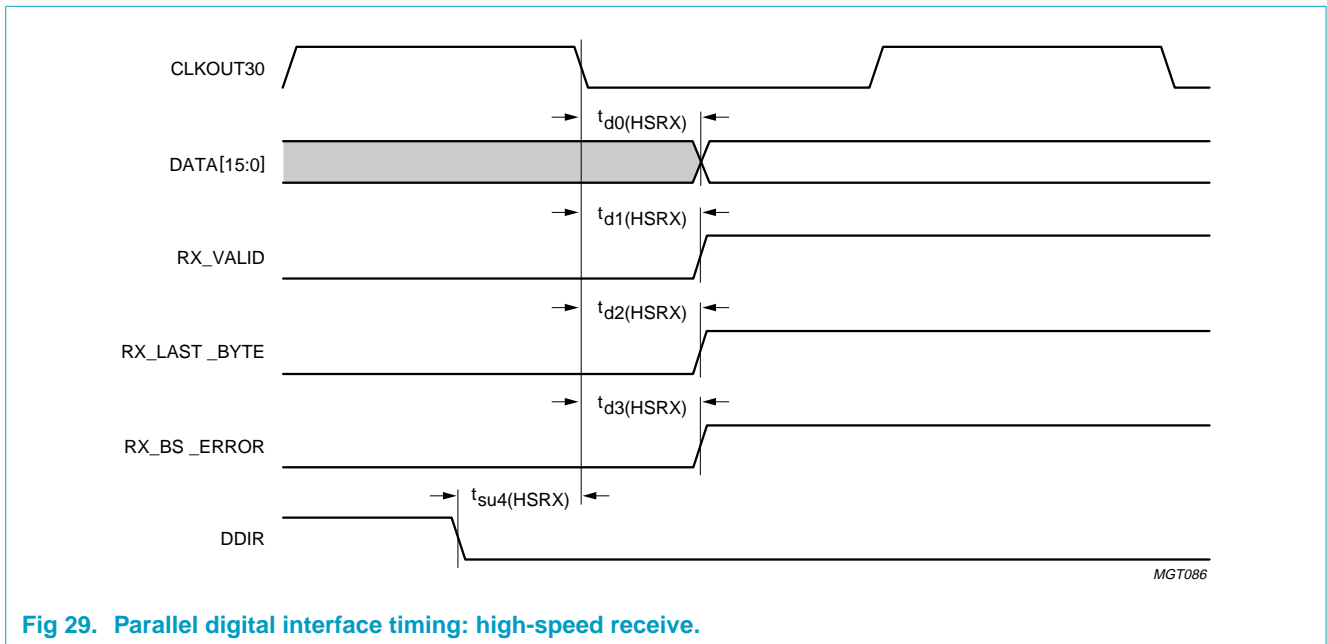 CLKOUT30
td0(HSRX)
DATA[15:0]
td1(HSRX)
RX_VALID
td2(HSRX)
RX_LAST _BYTE
td3(HSRX)
RX_BS _ERROR
tsu4(HSRX)
DDIR
MGT086
Fig 29. Parallel digital interface timing: high-speed receive.